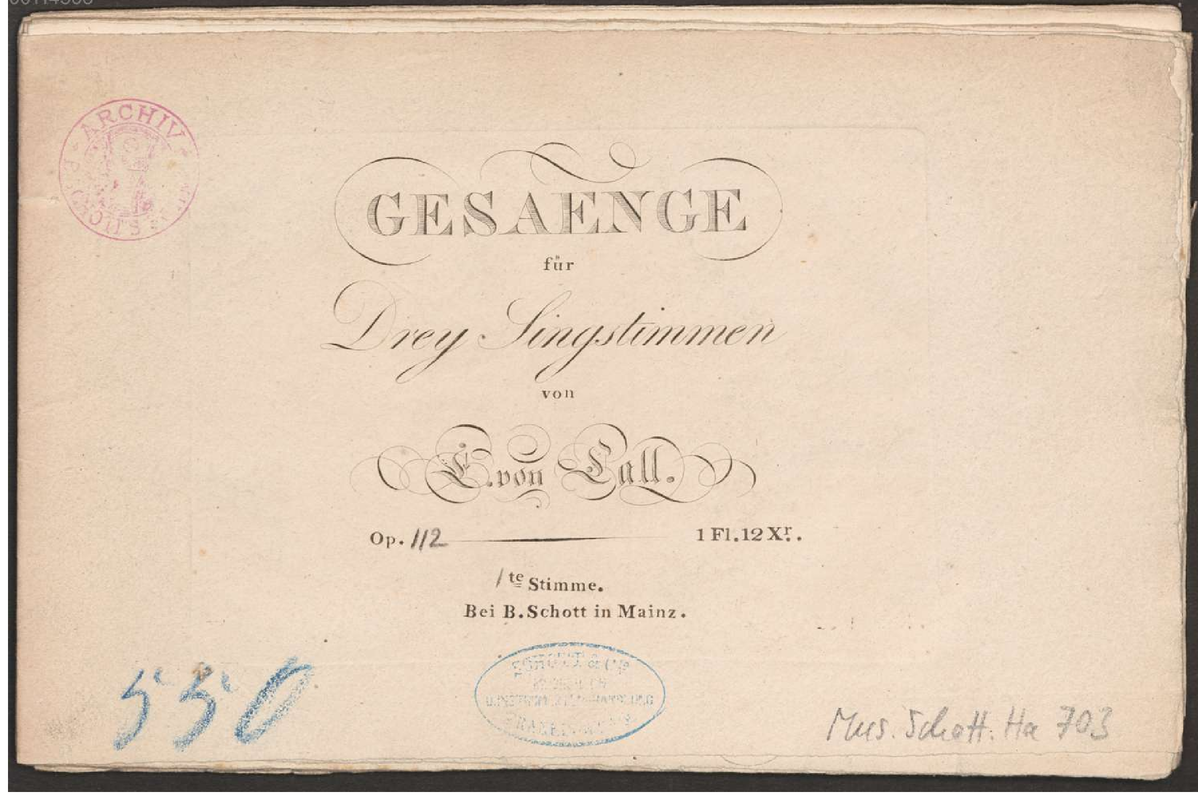 ARCHIV
GESAENGE
für
Drey Singstimmen
von
L. von Call.
Op. 112
1 Fl. 12 Xr.
1te Stimme.
Bei B. Schott in Mainz.
550
Mus. Schott. Ha 703